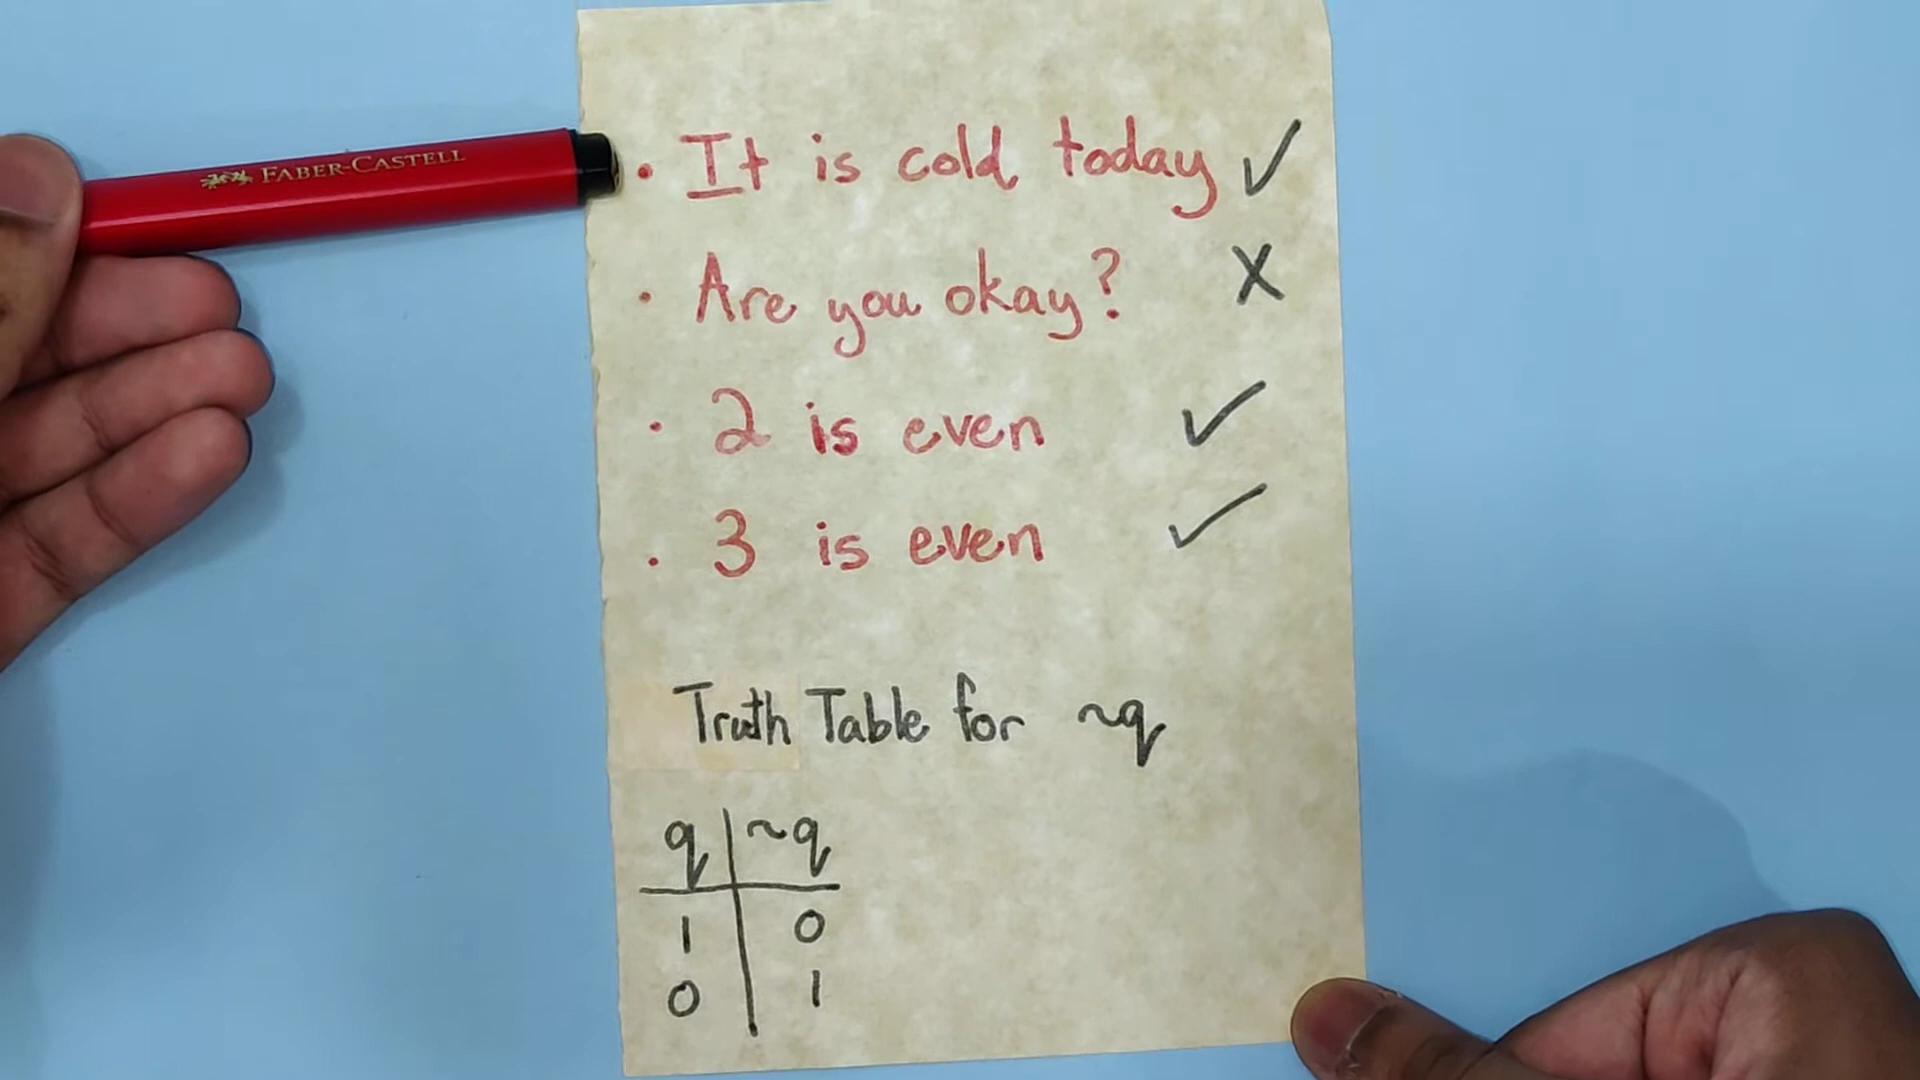 FABER-CASTELL
• It is cold today ✓
• Are you okay? X
• 2 is even ✓
• 3 is even ✓
Truth Table for ~q
q | ~q
1 | 0
0 | 1